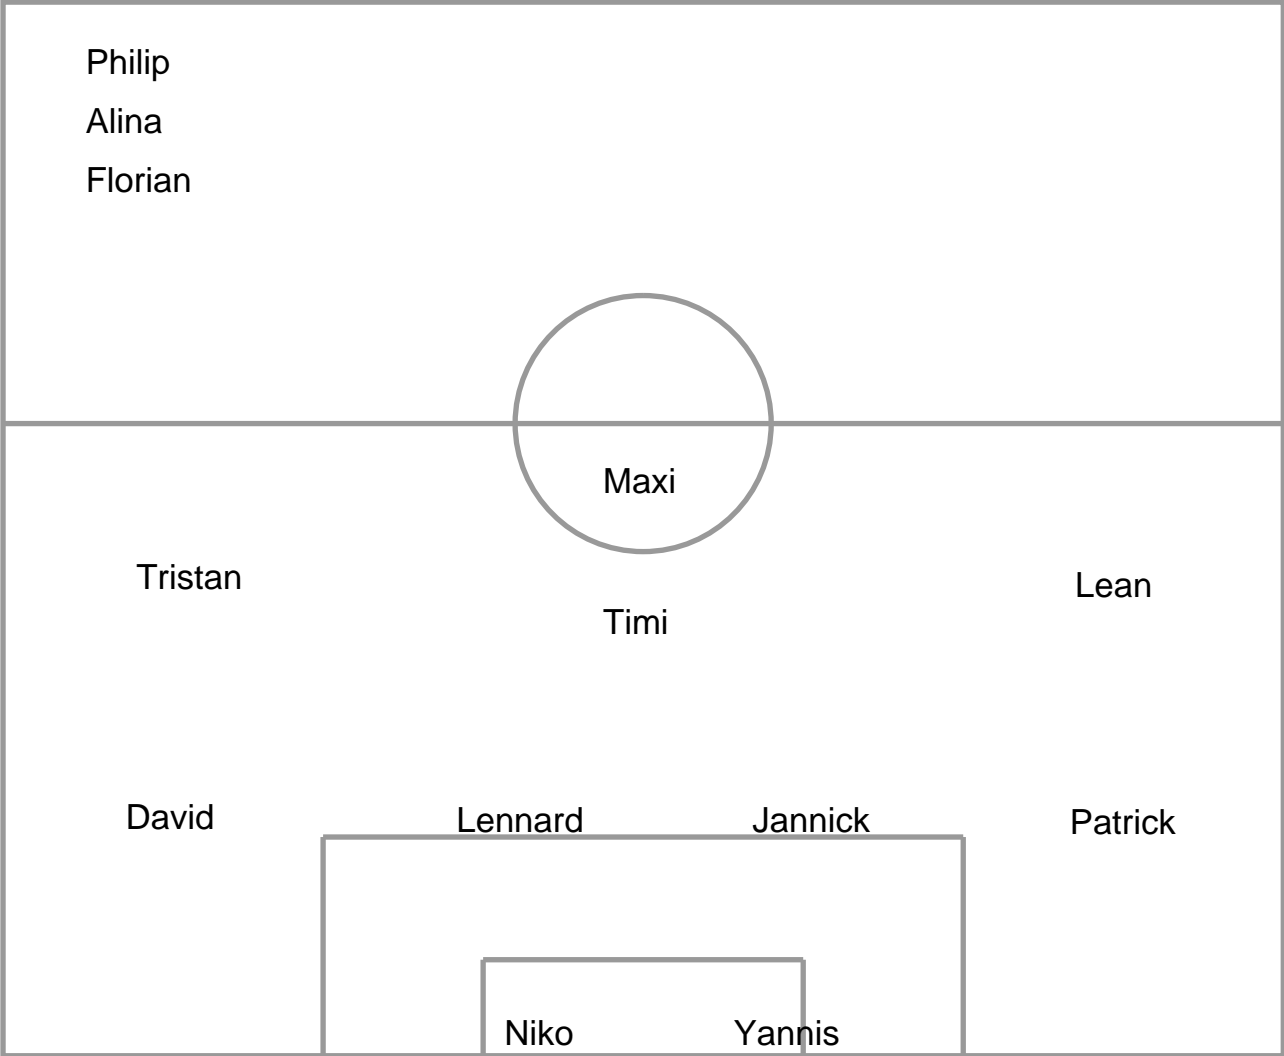 Philip
Alina
Florian
Maxi
Tristan
Lean
Timi
David
Lennard
Jannick
Patrick
Niko
Yannis